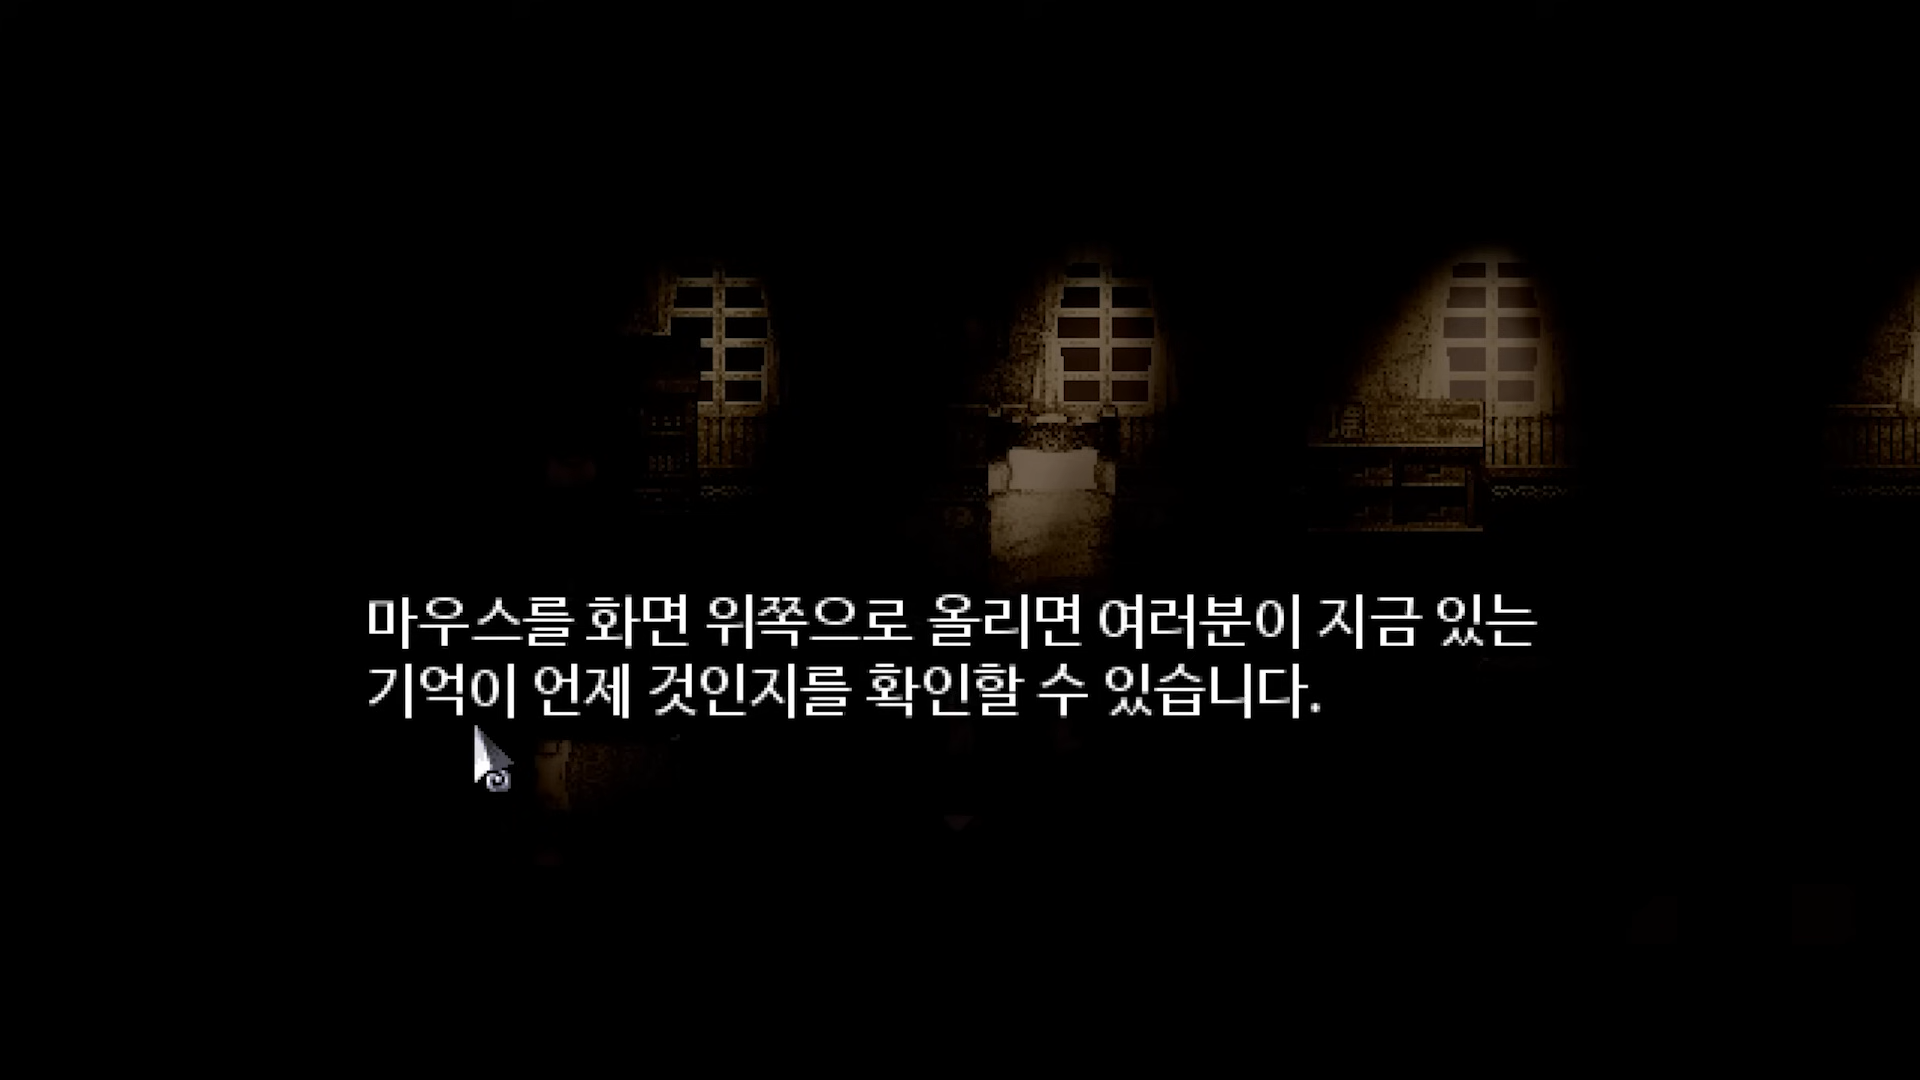 마우스를 화면 위쪽으로 올리면 여러분이 지금 있는
기억이 언제 것인지를 확인할 수 있습니다.